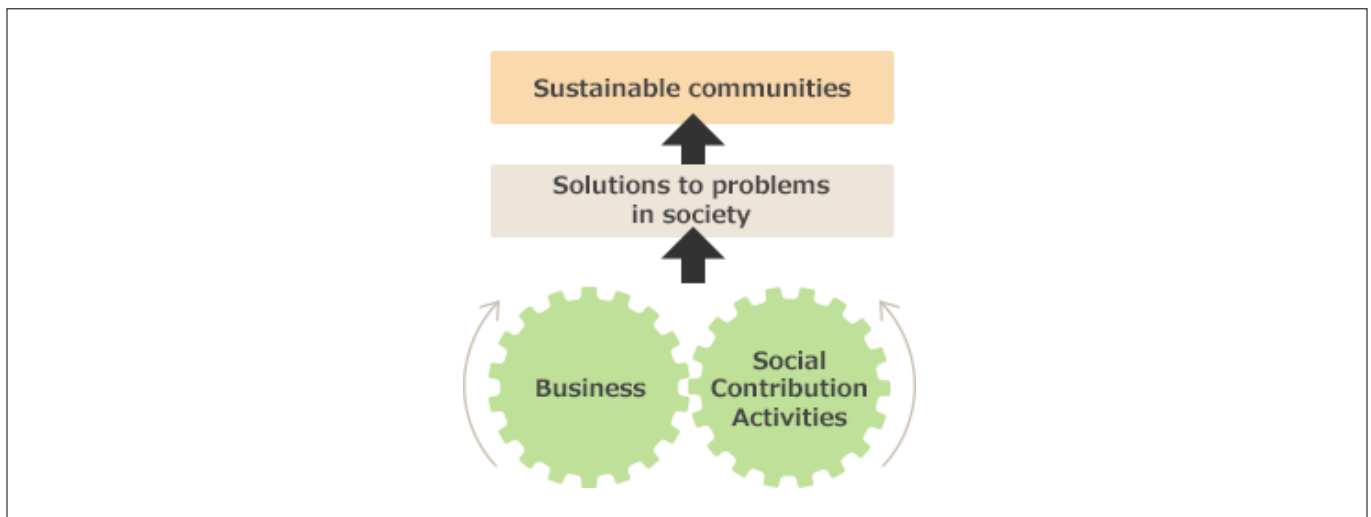 Sustainable communities
Solutions to problems
in society
Business
Social
Contribution
Activities